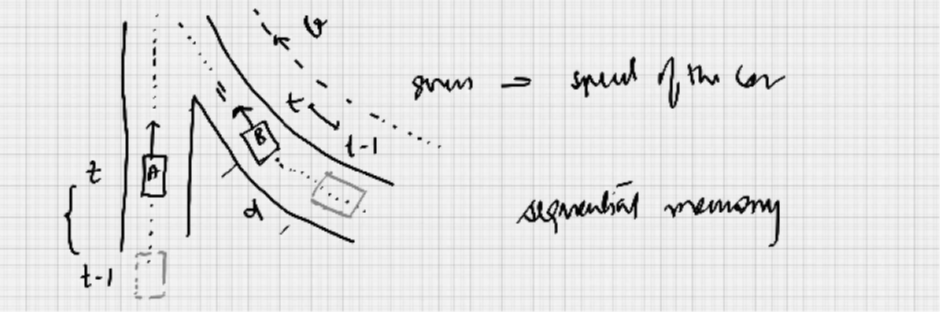 v
given = speed of the car
t
B
t-1
t
A
d
sequential memory
t-1